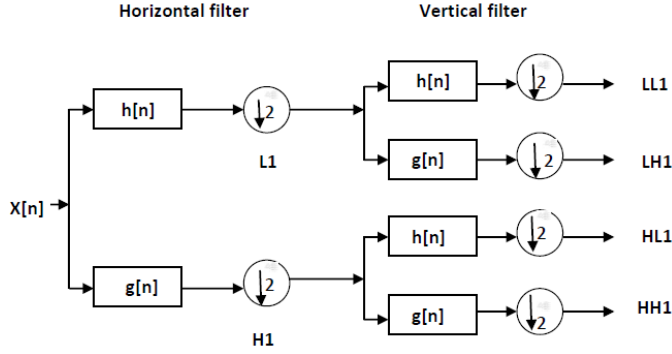 Horizontal filter Vertical filter
h[n] 2 h[n] 2 LL1
L1
g[n] 2 LH1
X[n]
h[n] 2 HL1
g[n] 2
H1
g[n] 2 HH1